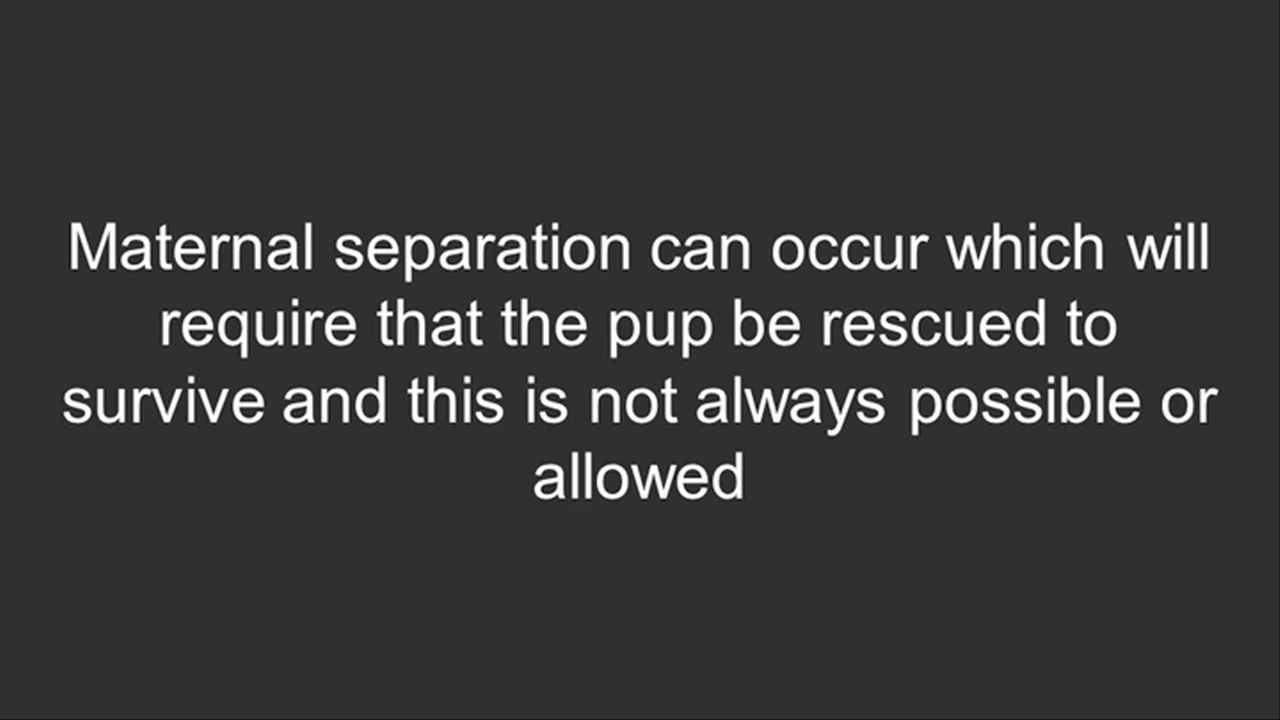 Maternal separation can occur which will
require that the pup be rescued to
survive and this is not always possible or
allowed